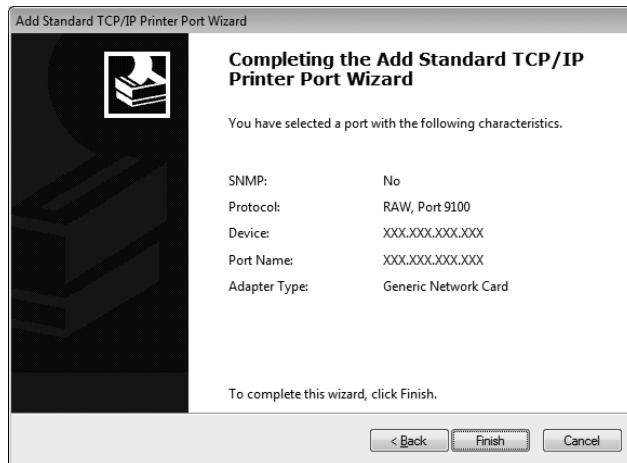 Add Standard TCP/IP Printer Port Wizard
Completing the Add Standard TCP/IP
Printer Port Wizard
You have selected a port with the following characteristics.
SNMP: No
Protocol: RAW, Port 9100
Device: XXX.XXX.XXX.XXX
Port Name: XXX.XXX.XXX.XXX
Adapter Type: Generic Network Card
To complete this wizard, click Finish.
< Back Finish Cancel